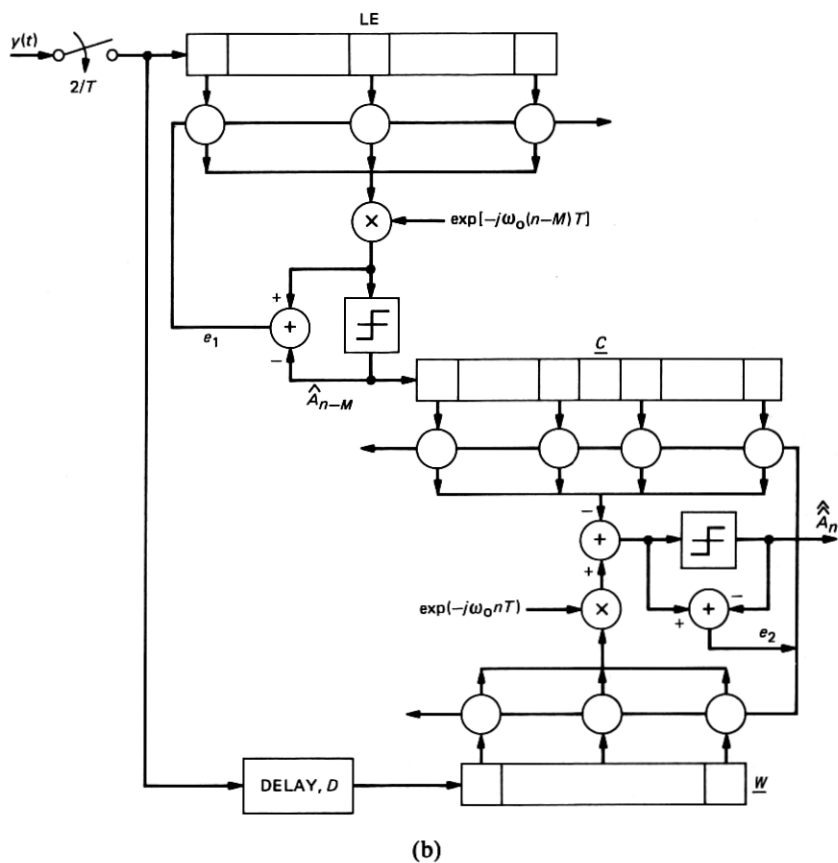 LE
y(t)
2/T
×
exp[−jω₀(n−M)T]
+
+
e₁
−
Â_{n−M}
C
−
+
+
exp(−jω₀nT)
×
Â̂_n
−
+
+
e₂
DELAY, D
W
(b)